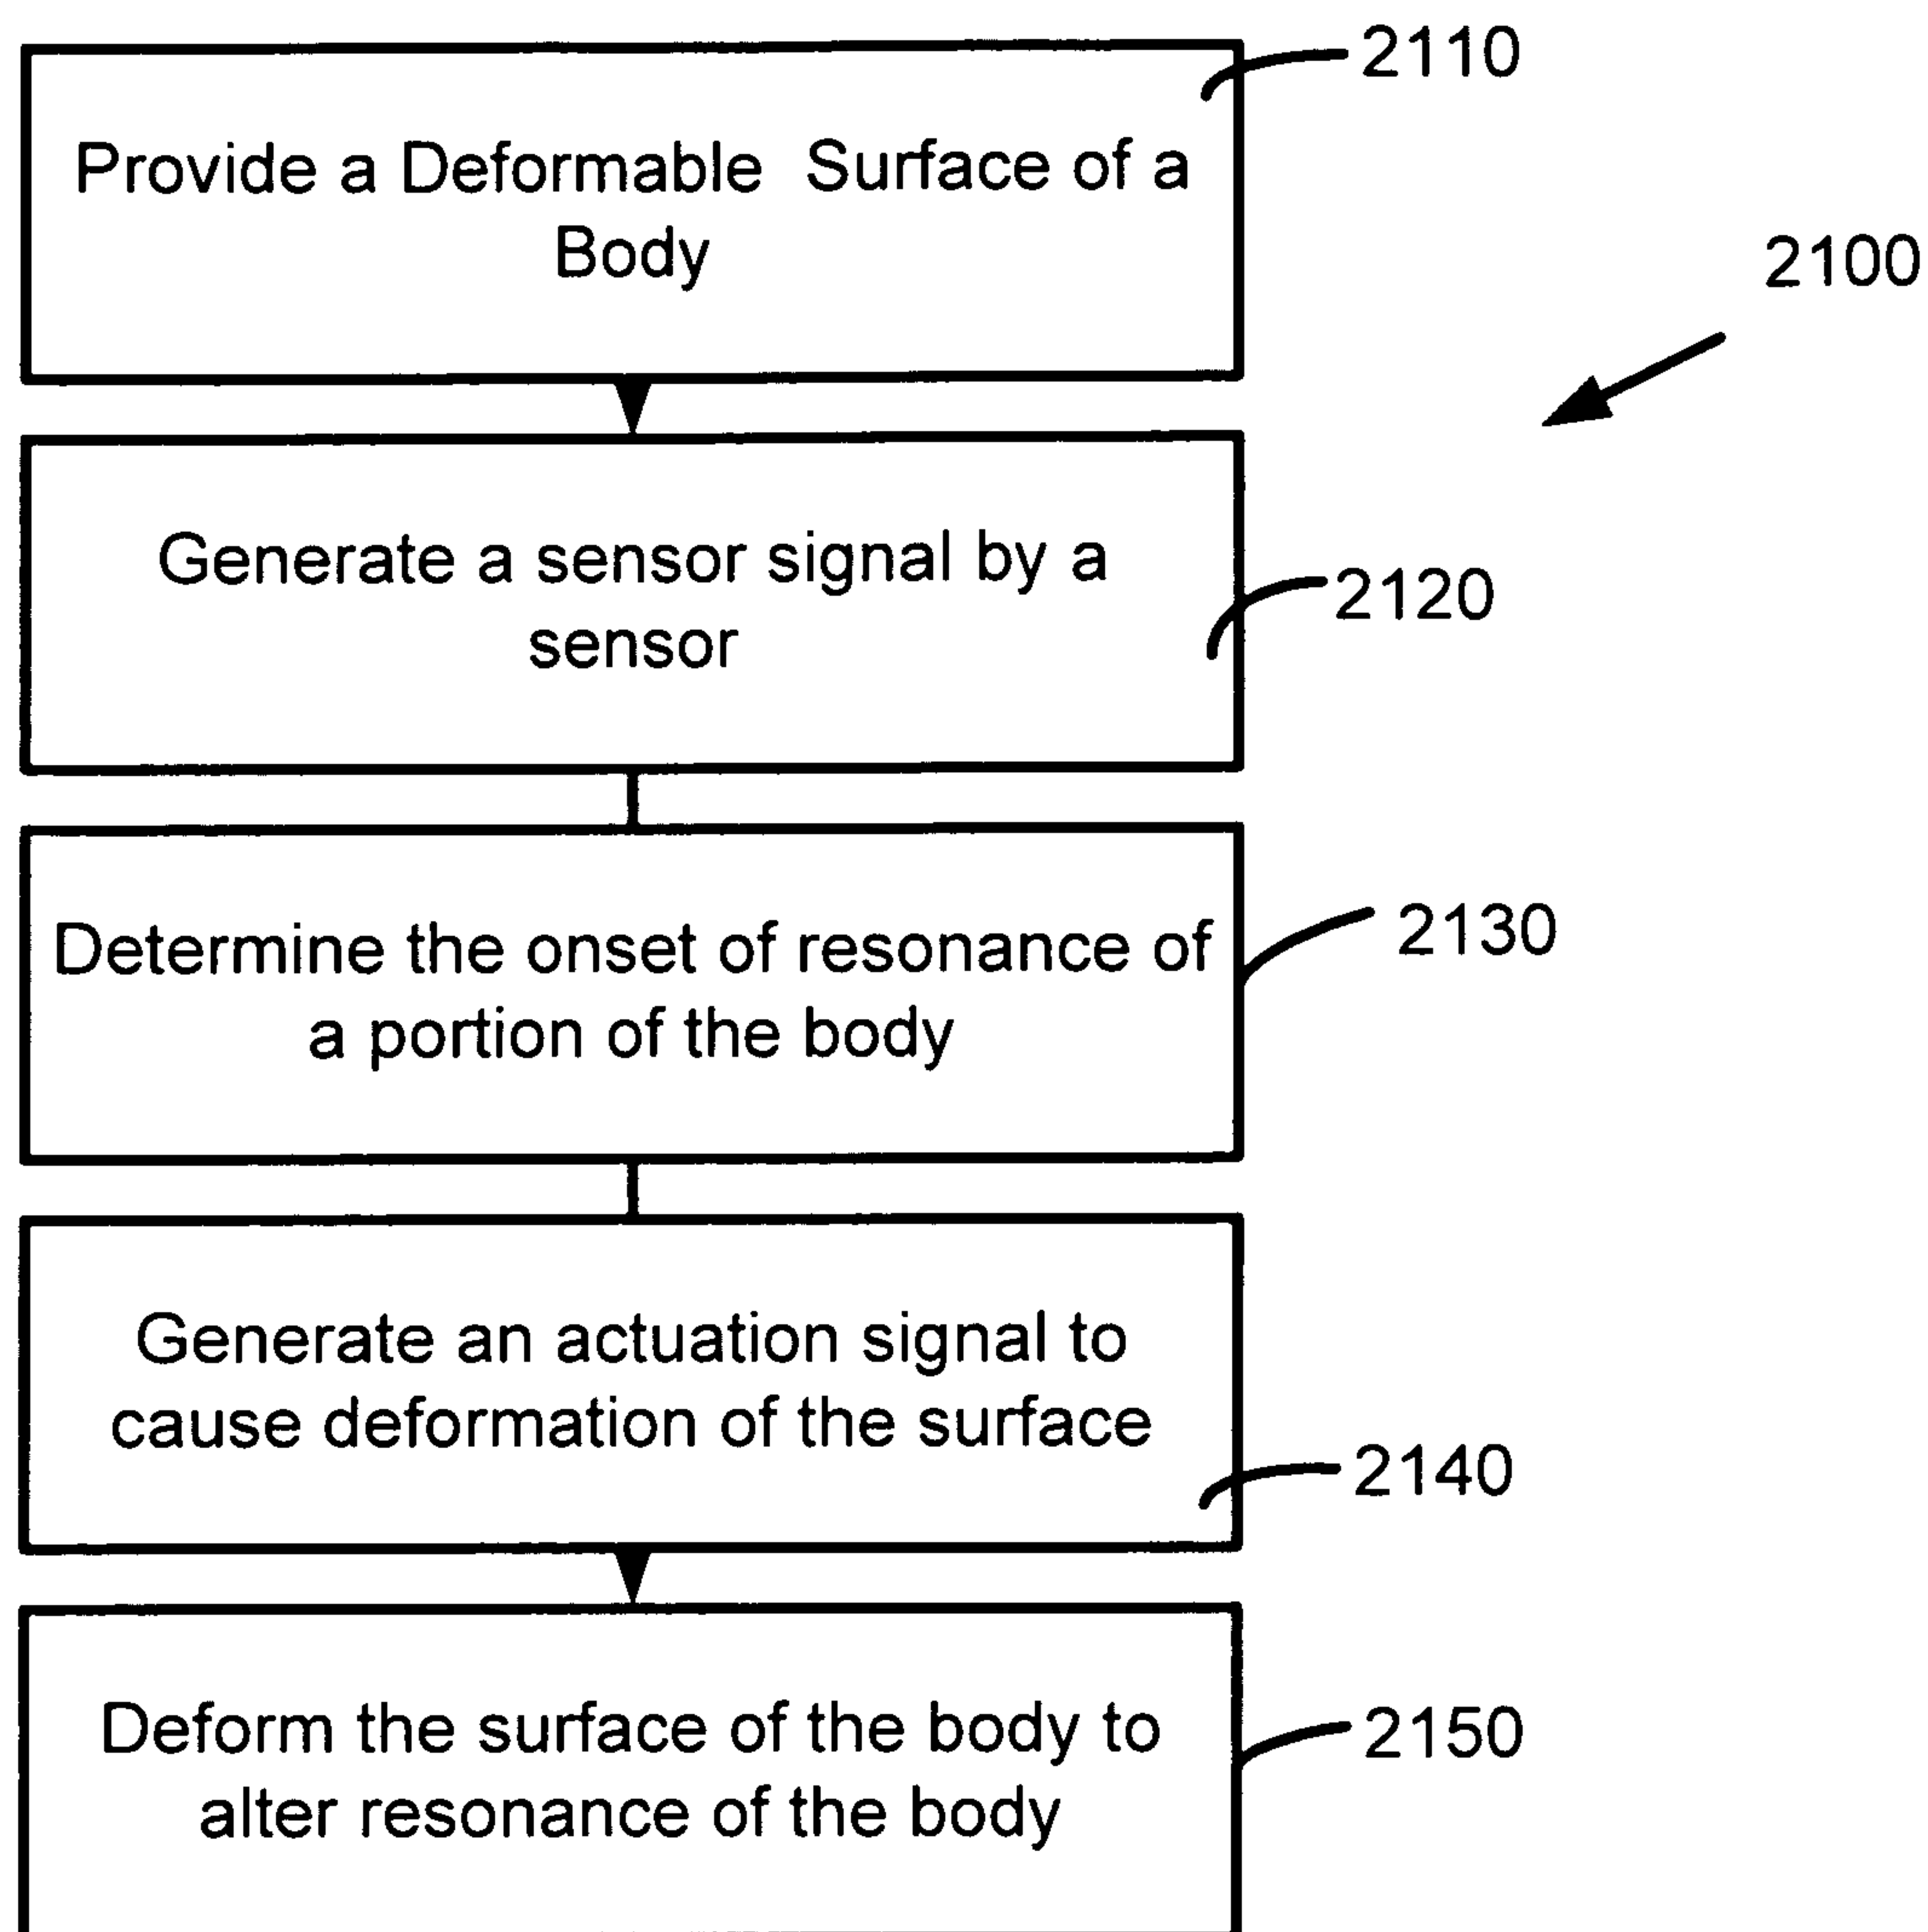 2110
Provide a Deformable Surface of a
Body
2100
Generate a sensor signal by a
2120
sensor
Determine the onset of resonance of
2130
a portion of the body
Generate an actuation signal to
cause deformation of the surface
2140
Deform the surface of the body to
2150
alter resonance of the body